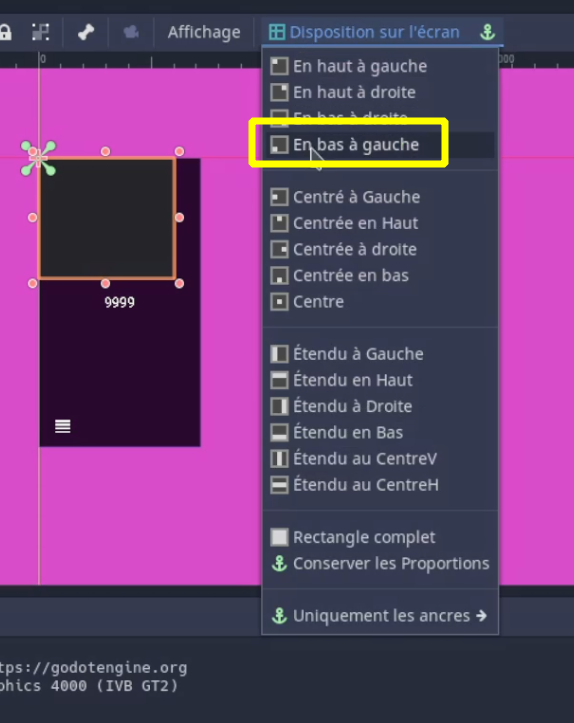 Affichage
Disposition sur l'écran
0
En haut à gauche
En haut à droite
En bas à droite
En bas à gauche
Centré à Gauche
Centrée en Haut
Centrée à droite
Centrée en bas
Centre
9999
Étendu à Gauche
Étendu en Haut
Étendu à Droite
Étendu en Bas
Étendu au CentreV
Étendu au CentreH
Rectangle complet
Conserver les Proportions
Uniquement les ancres
tps://godotengine.org
phics 4000 (IVB GT2)